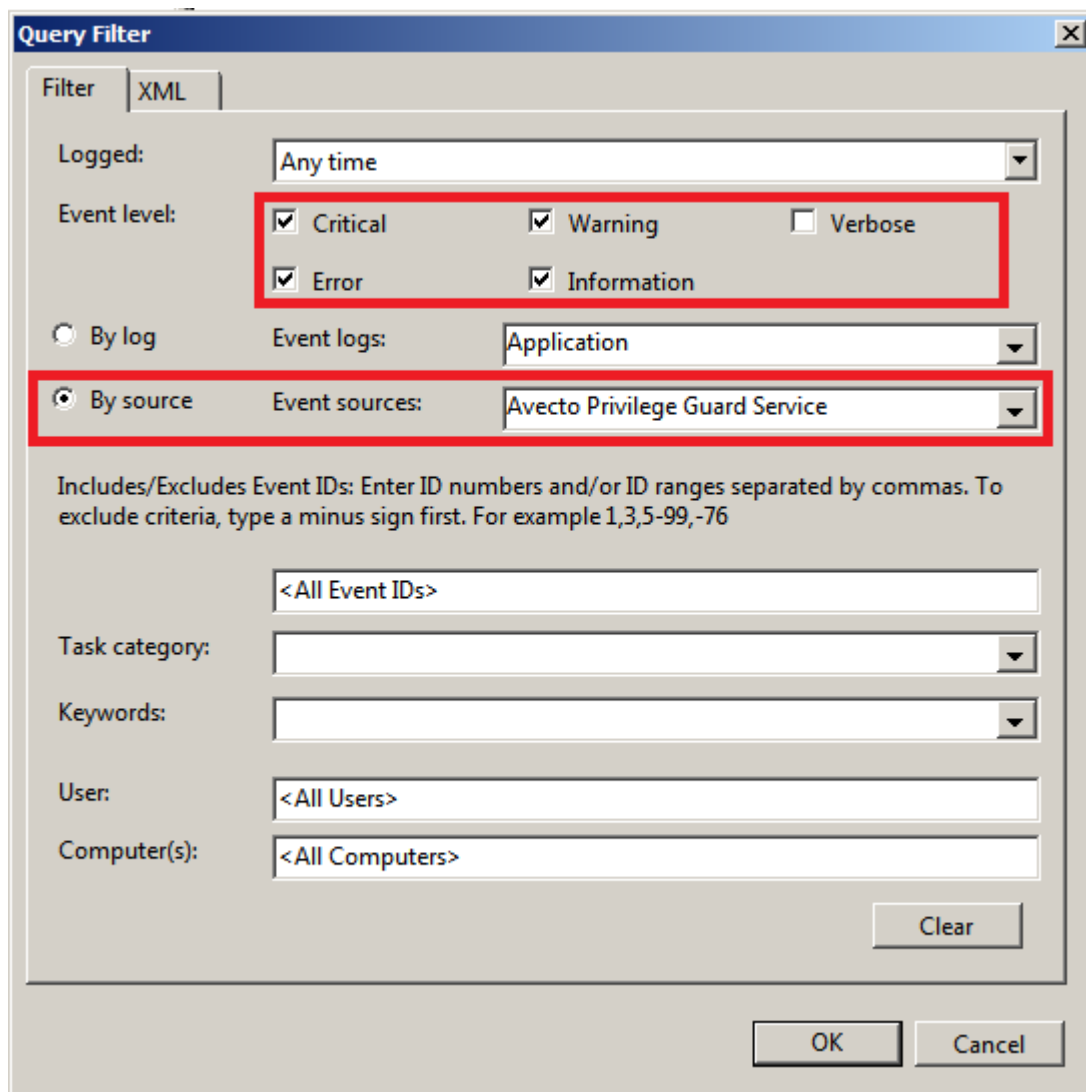 Query Filter
Filter
XML
Logged:
Any time
Event level:
Critical
Warning
Verbose
Error
Information
By log
Event logs:
Application
By source
Event sources:
Avecto Privilege Guard Service
Includes/Excludes Event IDs: Enter ID numbers and/or ID ranges separated by commas. To
exclude criteria, type a minus sign first. For example 1,3,5-99,-76
<All Event IDs>
Task category:
Keywords:
User:
<All Users>
Computer(s):
<All Computers>
Clear
OK
Cancel